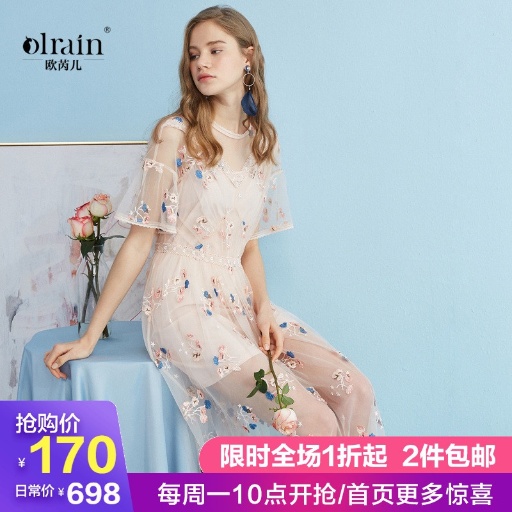 olrain®
欧芮儿
抢购价
¥170
日常价¥698
限时全场1折起 2件包邮
每周一10点开抢/首页更多惊喜